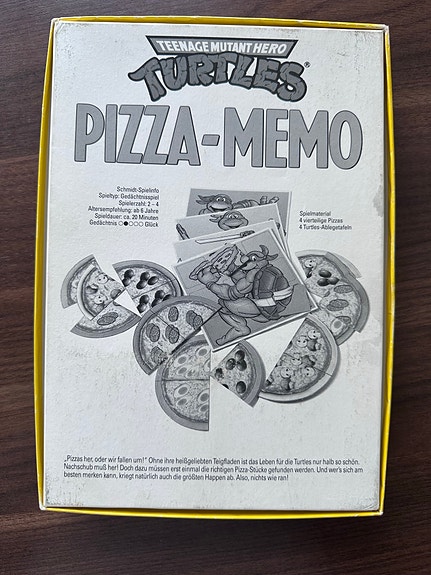 TEENAGE MUTANT HERO
TURTLES®
PIZZA-MEMO
Schmidt-Spielinfo
Spieltyp: Gedächtnisspiel
Spielerzahl: 2 – 4
Altersempfehlung: ab 6 Jahre
Spieldauer: ca. 20 Minuten
Gedächtnis ○●○○○ Glück
Spielmaterial
4 vierteilige Pizzas
4 Turtles-Ablegetafeln
„Pizzas her, oder wir fallen um!" Ohne ihre heißgeliebten Teigfladen ist das Leben für die Turtles nur halb so schön.
Nachschub muß her! Doch dazu müssen erst einmal die richtigen Pizza-Stücke gefunden werden. Und wer's sich am
besten merken kann, kriegt natürlich auch die größten Happen ab. Also, nichts wie ran!